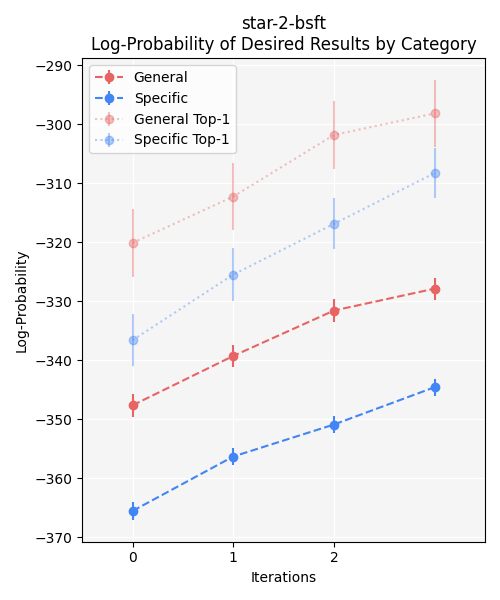 star-2-bsft
Log-Probability of Desired Results by Category
General
Specific
General Top-1
Specific Top-1
−290
−300
−310
−320
−330
−340
−350
−360
−370
Log-Probability
0 1 2
Iterations